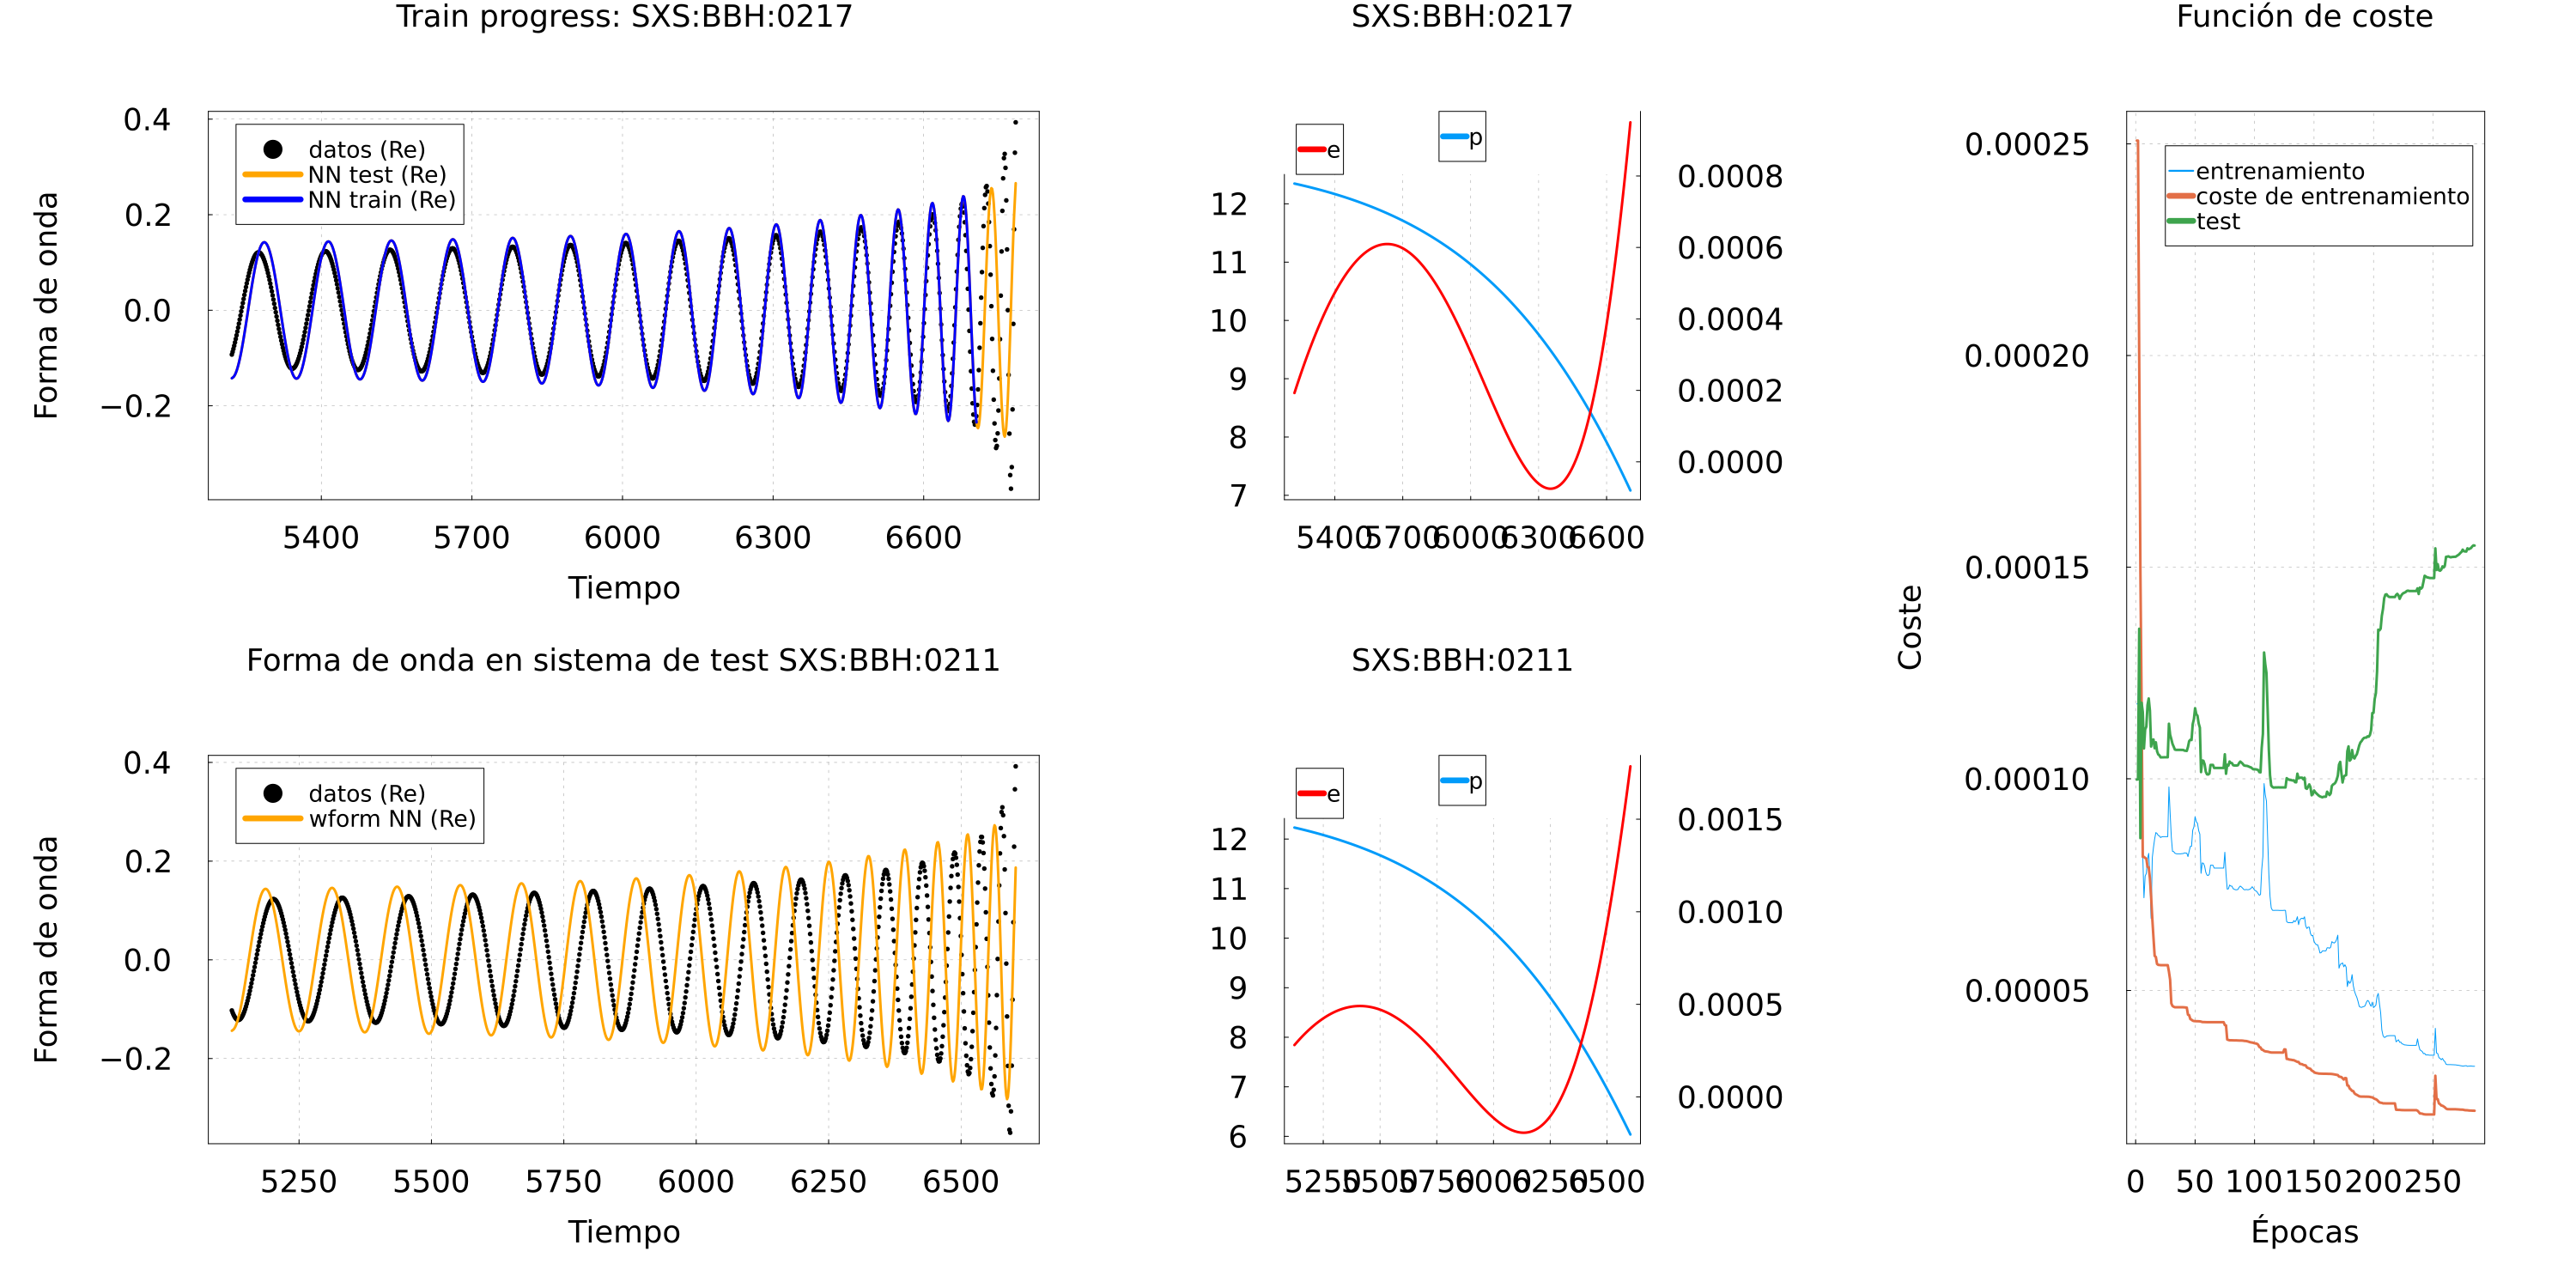 Train progress: SXS:BBH:0217
datos (Re)
NN test (Re)
NN train (Re)
0.4
0.2
0.0
−0.2
Forma de onda
5400 5700 6000 6300 6600
Tiempo
SXS:BBH:0217
e
p
12
11
10
9
8
7
0.0008
0.0006
0.0004
0.0002
0.0000
5400 5700 6000 6300 6600
Forma de onda en sistema de test SXS:BBH:0211
datos (Re)
wform NN (Re)
0.4
0.2
0.0
−0.2
Forma de onda
5250 5500 5750 6000 6250 6500
Tiempo
SXS:BBH:0211
e
p
12
11
10
9
8
7
6
0.0015
0.0010
0.0005
0.0000
5250 5500 5750 6000 6250 6500
Función de coste
entrenamiento
coste de entrenamiento
test
0.00025
0.00020
0.00015
0.00010
0.00005
Coste
0 50 100 150 200 250
Épocas